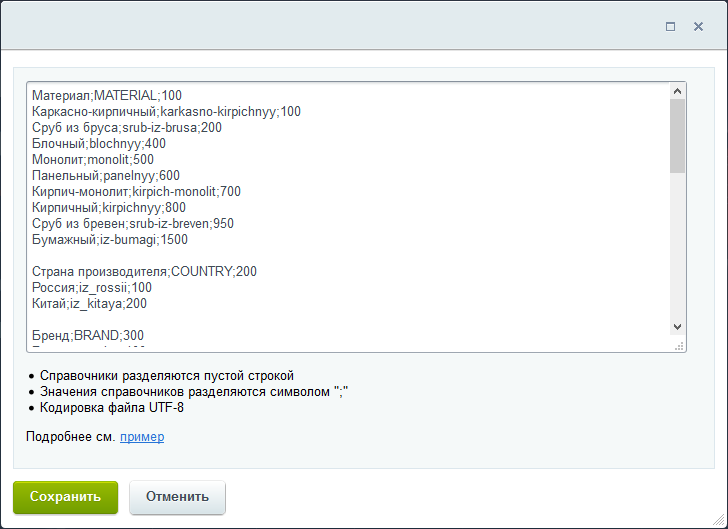 Материал;MATERIAL;100
Каркасно-кирпичный;karkasno-kirpichnyy;100
Сруб из бруса;srub-iz-brusa;200
Блочный;blochnyy;400
Монолит;monolit;500
Панельный;panelnyy;600
Кирпич-монолит;kirpich-monolit;700
Кирпичный;kirpichnyy;800
Сруб из бревен;srub-iz-breven;950
Бумажный;iz-bumagi;1500
Страна производителя;COUNTRY;200
Россия;iz_rossii;100
Китай;iz_kitaya;200
Бренд;BRAND;300
• Справочники разделяются пустой строкой
• Значения справочников разделяются символом ";"
• Кодировка файла UTF-8
Подробнее см. пример
Сохранить
Отменить